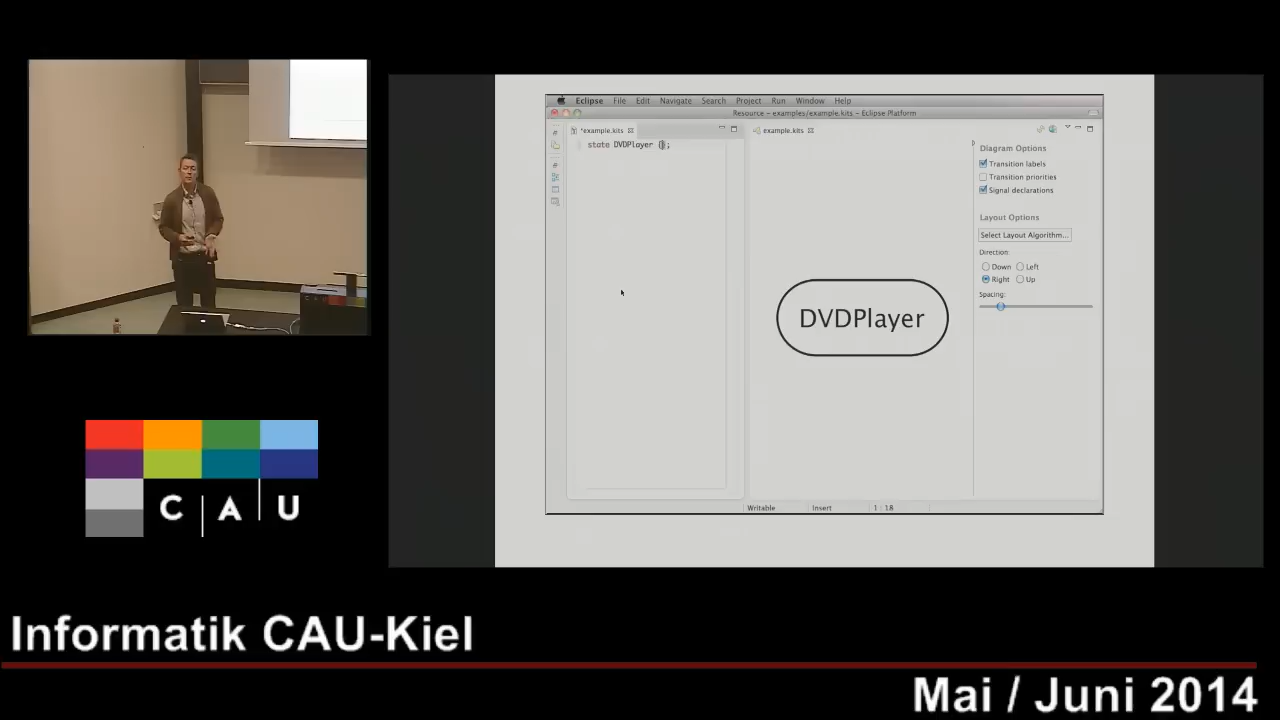 Eclipse File Edit Navigate Search Project Run Window Help
Resource – examples/example.kits – Eclipse Platform
*example.kits
example.kits
state DVDPlayer {};
DVDPlayer
Diagram Options
Transition labels
Transition priorities
Signal declarations
Layout Options
Select Layout Algorithm...
Direction:
Down Left
Right Up
Spacing:
Writable Insert 1 : 18
C A U
Informatik CAU-Kiel
Mai / Juni 2014